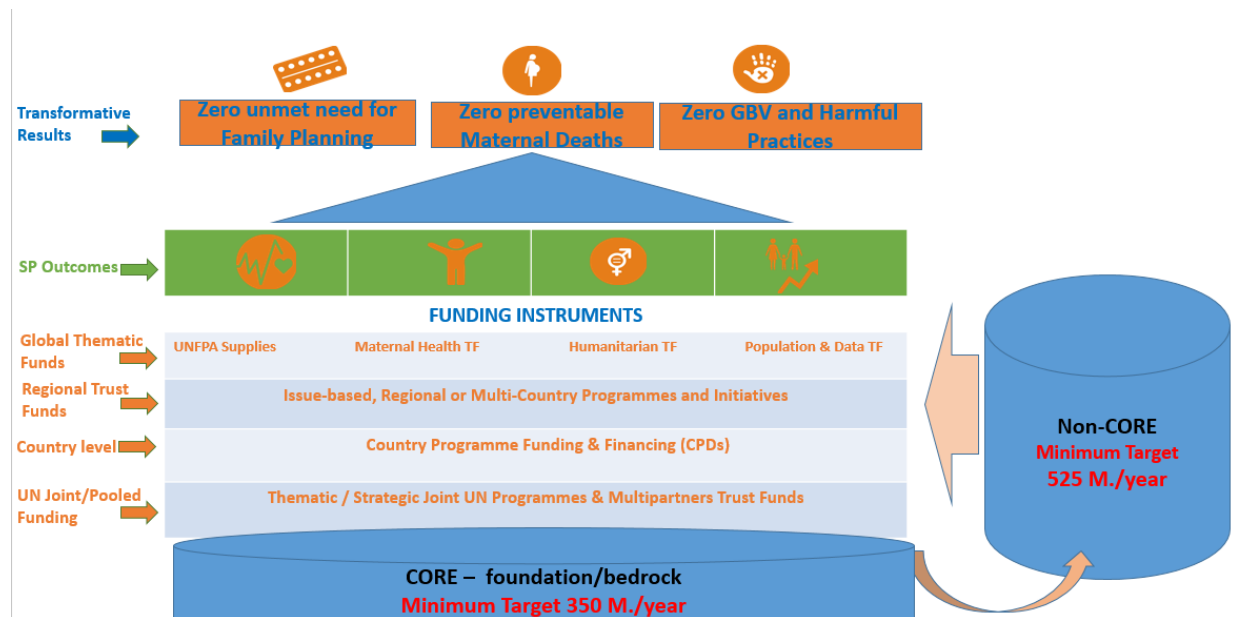 Transformative
Results
Zero unmet need for
Family Planning
Zero preventable
Maternal Deaths
Zero GBV and Harmful
Practices
SP Outcomes
FUNDING INSTRUMENTS
Global Thematic
Funds
UNFPA Supplies
Maternal Health TF
Humanitarian TF
Population & Data TF
Regional Trust
Funds
Issue-based, Regional or Multi-Country Programmes and Initiatives
Country level
Country Programme Funding & Financing (CPDs)
UN Joint/Pooled
Funding
Thematic / Strategic Joint UN Programmes & Multipartners Trust Funds
CORE – foundation/bedrock
Minimum Target 350 M./year
Non-CORE
Minimum Target
525 M./year